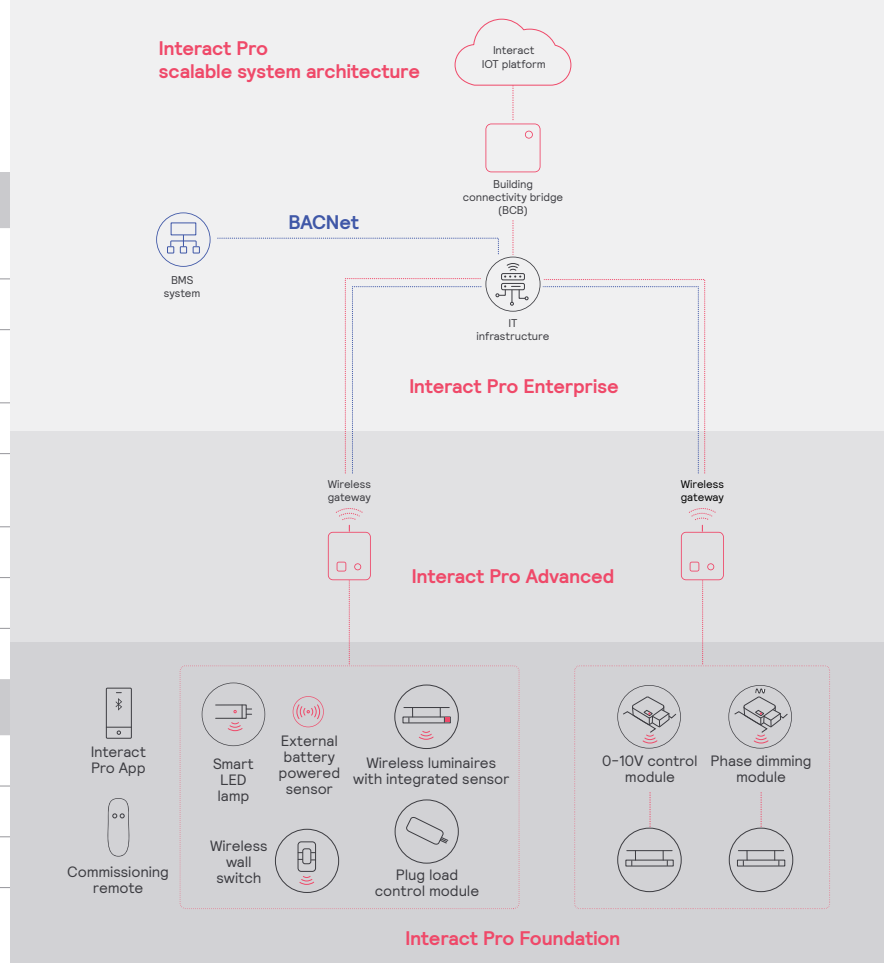 Interact Pro
scalable system architecture
Interact
IOT platform
Building
connectivity bridge
(BCB)
BACNet
BMS
system
IT
infrastructure
Interact Pro Enterprise
Wireless
gateway
Wireless
gateway
Interact Pro Advanced
Interact
Pro App
Smart
LED
lamp
External
battery
powered
sensor
Wireless luminaires
with integrated sensor
0-10V control
module
Phase dimming
module
Commissioning
remote
Wireless
wall
switch
Plug load
control module
Interact Pro Foundation